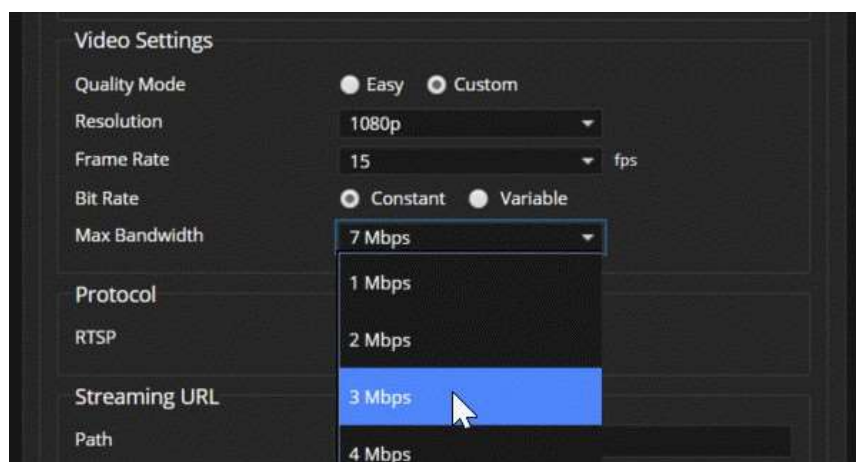 Video Settings
Quality Mode Easy Custom
Resolution 1080p
Frame Rate 15 fps
Bit Rate Constant Variable
Max Bandwidth 7 Mbps
1 Mbps
Protocol
RTSP 2 Mbps
Streaming URL 3 Mbps
Path 4 Mbps